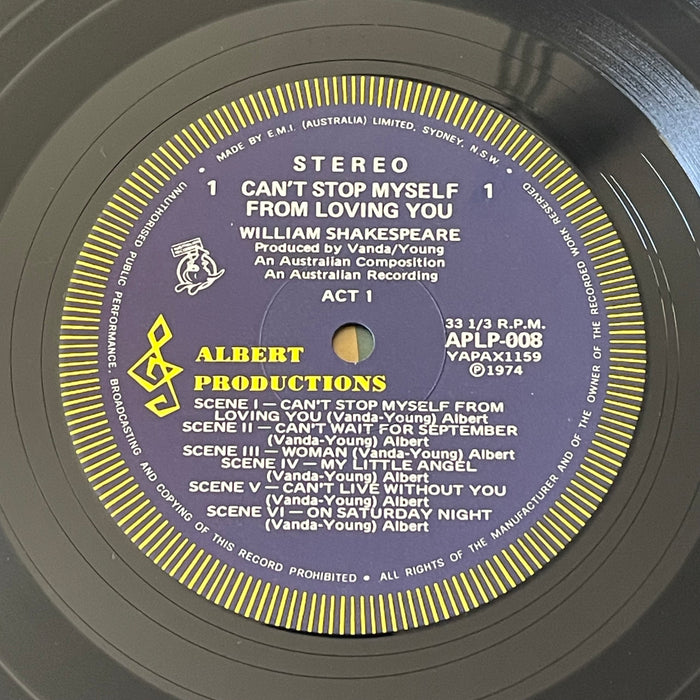 MADE BY E.M.I. (AUSTRALIA) LIMITED, SYDNEY, N.S.W.
STEREO
1 CAN'T STOP MYSELF 1
FROM LOVING YOU
WILLIAM SHAKESPEARE
Produced by Vanda/Young
An Australian Composition
An Australian Recording
ACT 1
33 1/3 R.P.M.
APLP-008
YAPAX1159
Ⓟ1974
ALBERT
PRODUCTIONS
SCENE I — CAN'T STOP MYSELF FROM
LOVING YOU (Vanda-Young) Albert
SCENE II — CAN'T WAIT FOR SEPTEMBER
(Vanda-Young) Albert
SCENE III — WOMAN (Vanda-Young) Albert
SCENE IV — MY LITTLE ANGEL
(Vanda-Young) Albert
SCENE V — CAN'T LIVE WITHOUT YOU
(Vanda-Young) Albert
SCENE VI — ON SATURDAY NIGHT
(Vanda-Young) Albert
UNAUTHORISED PUBLIC PERFORMANCE, BROADCASTING AND COPYING OF THIS RECORD PROHIBITED • ALL RIGHTS OF THE MANUFACTURER AND OF THE OWNER OF THE RECORDED WORK RESERVED